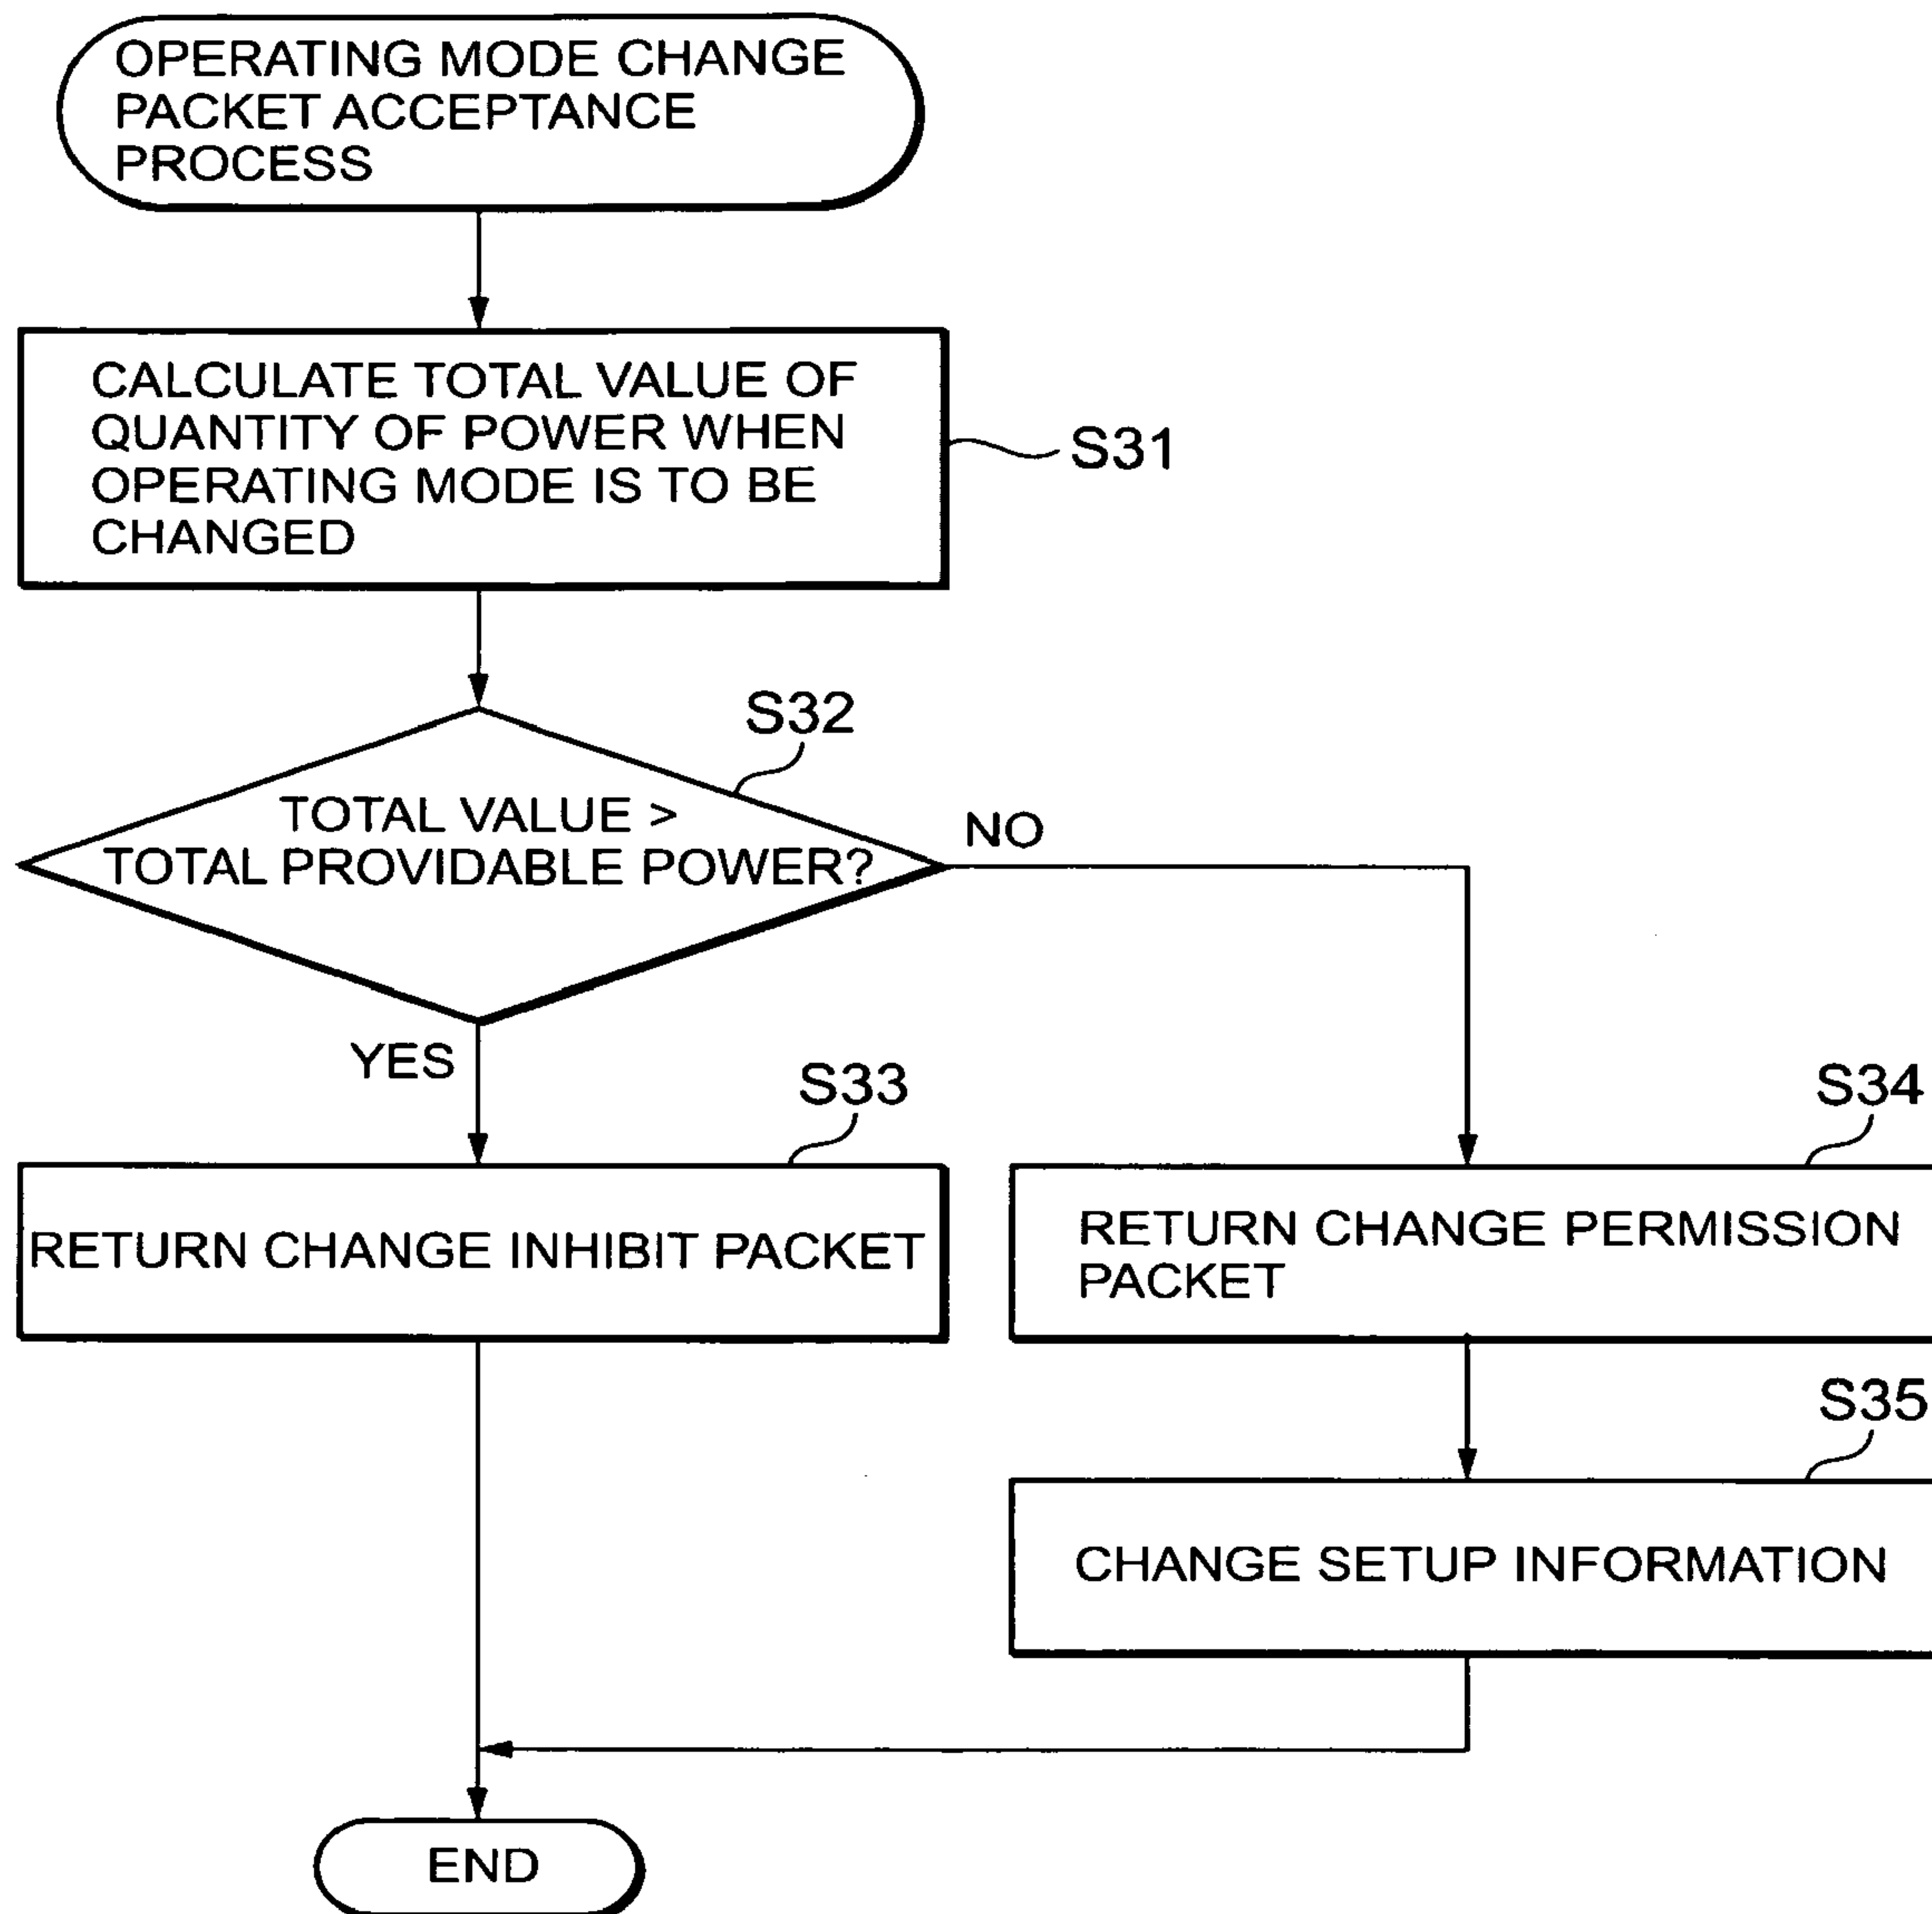 OPERATING MODE CHANGE
PACKET ACCEPTANCE
PROCESS
CALCULATE TOTAL VALUE OF
QUANTITY OF POWER WHEN
OPERATING MODE IS TO BE
CHANGED
S31
S32
TOTAL VALUE >
TOTAL PROVIDABLE POWER?
NO
YES
S33
S34
RETURN CHANGE INHIBIT PACKET
RETURN CHANGE PERMISSION
PACKET
S35
CHANGE SETUP INFORMATION
END